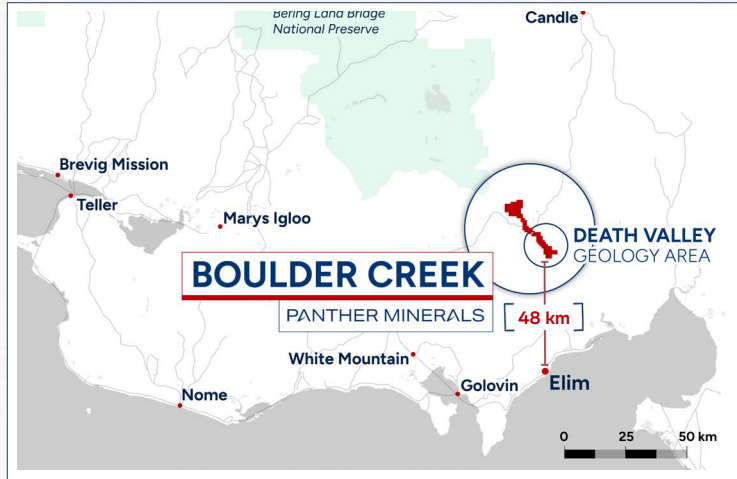 Bering Land Bridge
National Preserve
Candle
Brevig Mission
Teller
Marys Igloo
DEATH VALLEY
GEOLOGY AREA
BOULDER CREEK
PANTHER MINERALS
48 km
White Mountain
Elim
Golovin
Nome
0 25 50 km